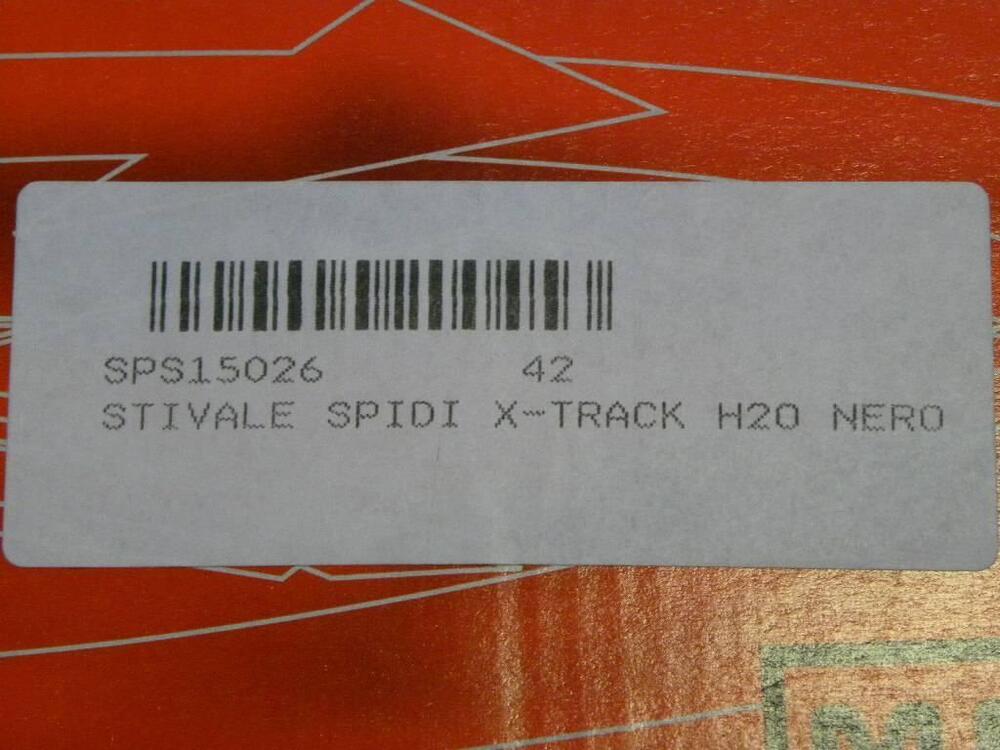 SPS15026 42
STIVALE SPIDI X-TRACK H2O NERO